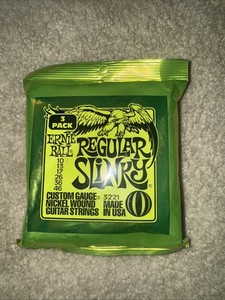 3 PACK
ERNIE BALL
REGULAR
SLINKY
10
13
17
26
36
46
CUSTOM GAUGE
NICKEL WOUND
GUITAR STRINGS
3221
MADE
IN USA